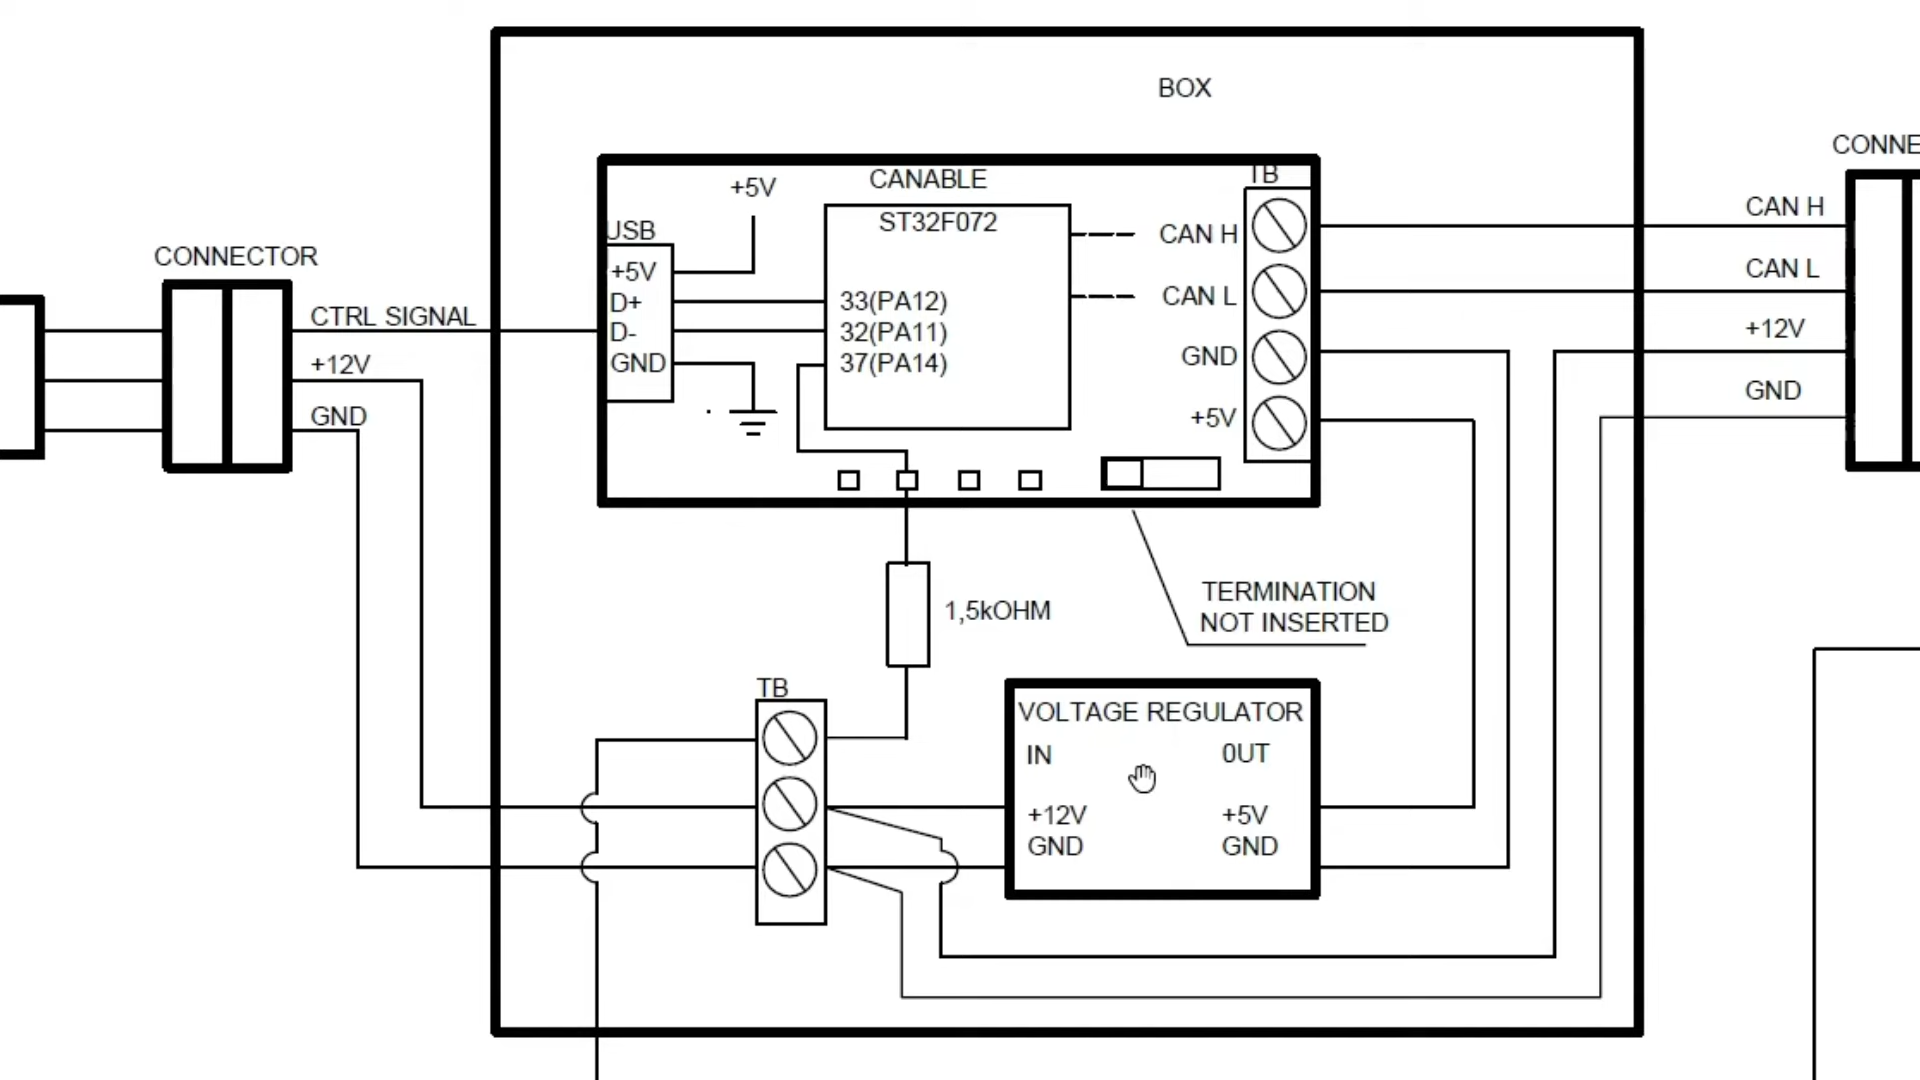 BOX
CONNE
CANABLE
TB
+5V
ST32F072
CAN H
USB
CAN H
CONNECTOR
+5V
CAN L
D+
33(PA12)
CAN L
CTRL SIGNAL
D-
32(PA11)
+12V
+12V
GND
37(PA14)
GND
GND
+5V
GND
TERMINATION
NOT INSERTED
1,5kOHM
TB
VOLTAGE REGULATOR
IN
0UT
+12V
+5V
GND
GND